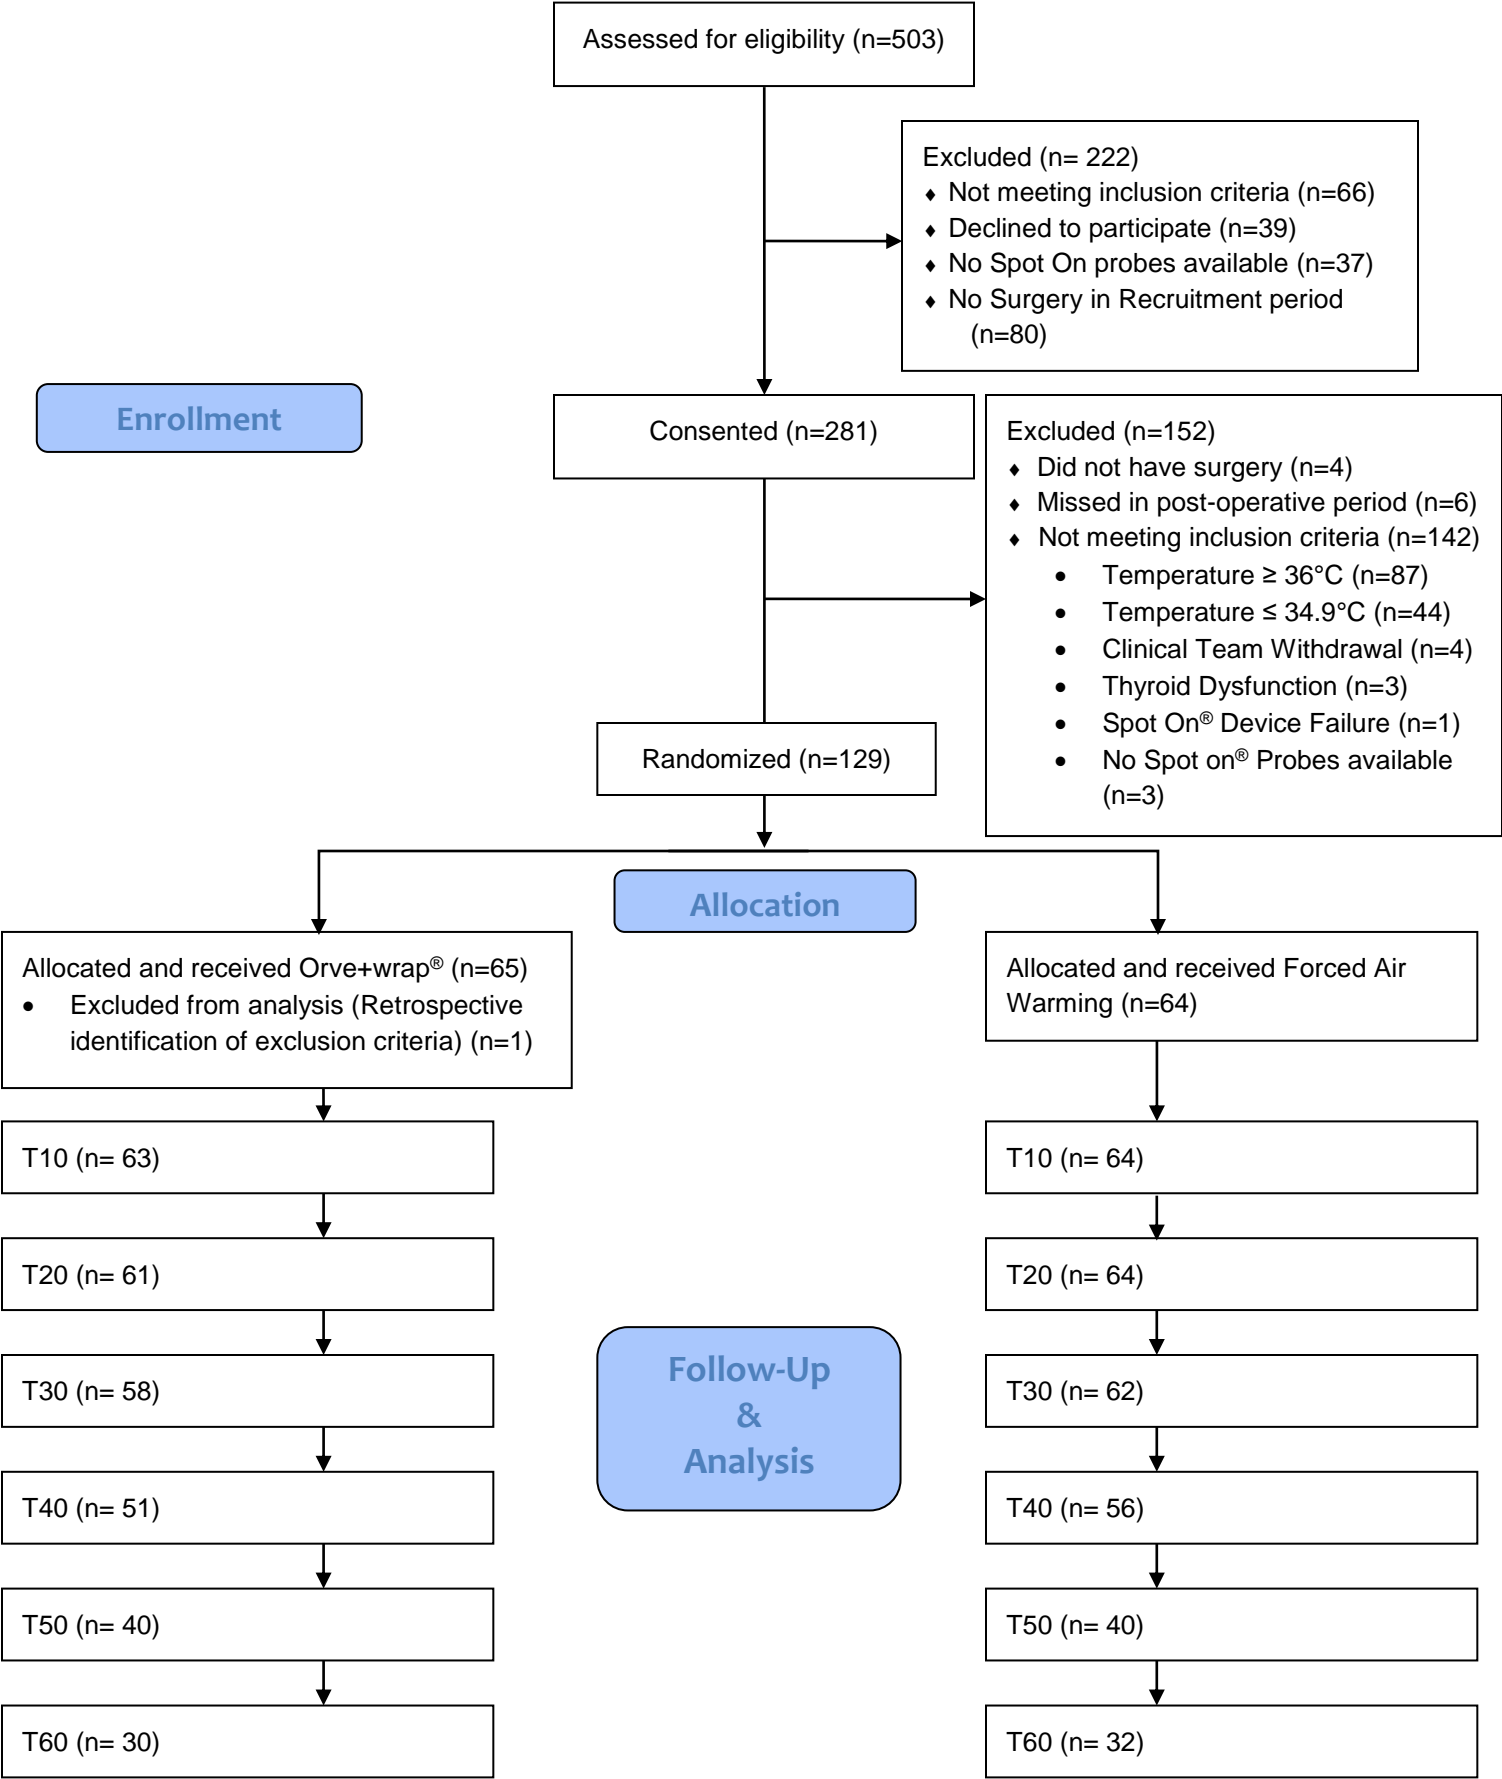 Assessed for eligibility (n=503)
Excluded (n= 222)
♦ Not meeting inclusion criteria (n=66)
♦ Declined to participate (n=39)
♦ No Spot On probes available (n=37)
♦ No Surgery in Recruitment period
(n=80)
Enrollment
Consented (n=281)
Excluded (n=152)
♦ Did not have surgery (n=4)
♦ Missed in post-operative period (n=6)
♦ Not meeting inclusion criteria (n=142)
• Temperature ≥ 36°C (n=87)
• Temperature ≤ 34.9°C (n=44)
• Clinical Team Withdrawal (n=4)
• Thyroid Dysfunction (n=3)
• Spot On® Device Failure (n=1)
• No Spot on® Probes available
(n=3)
Randomized (n=129)
Allocation
Allocated and received Orve+wrap® (n=65)
• Excluded from analysis (Retrospective
identification of exclusion criteria) (n=1)
Allocated and received Forced Air
Warming (n=64)
T10 (n= 63)
T10 (n= 64)
T20 (n= 61)
T20 (n= 64)
Follow-Up
&
Analysis
T30 (n= 58)
T30 (n= 62)
T40 (n= 51)
T40 (n= 56)
T50 (n= 40)
T50 (n= 40)
T60 (n= 30)
T60 (n= 32)